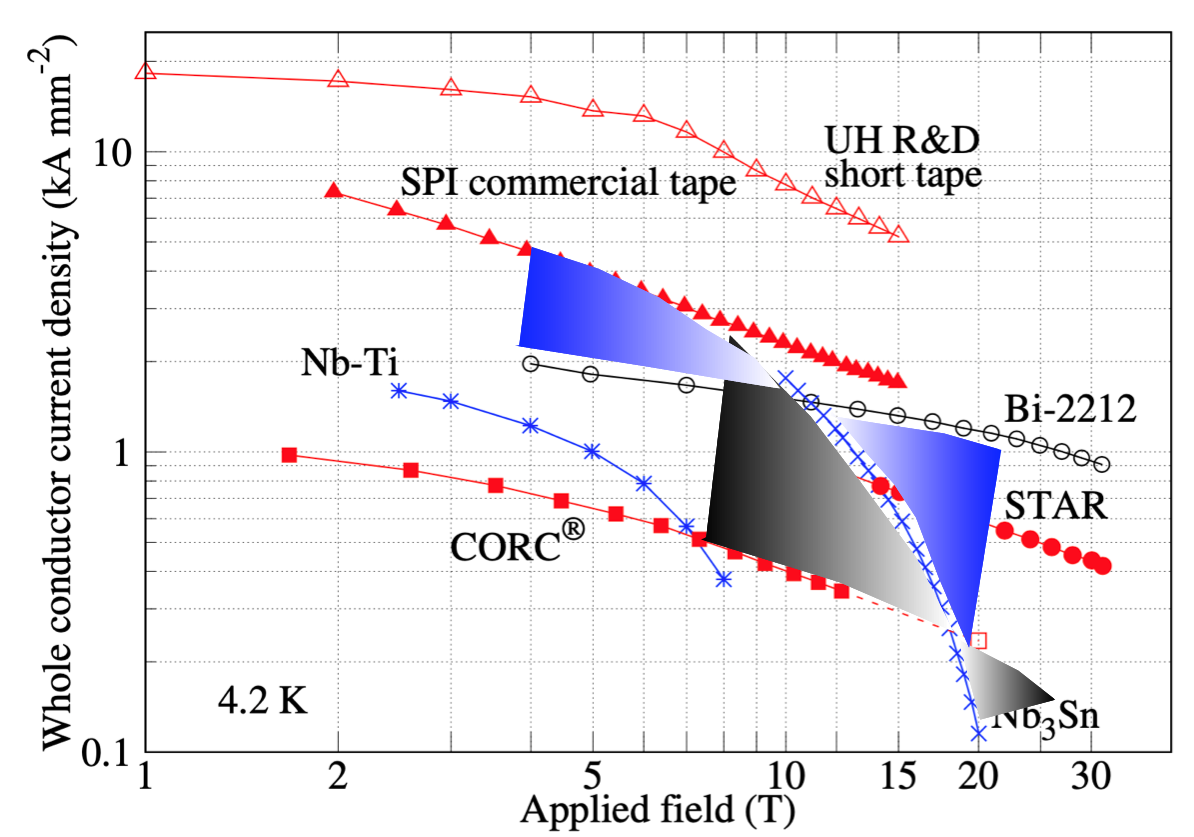 Whole conductor current density (kA mm-2)
10
1
0.1
UH R&D
short tape
SPI commercial tape
Nb-Ti
Bi-2212
STAR
CORC®
4.2 K
Nb3Sn
1 2 5 10 15 20 30
Applied field (T)